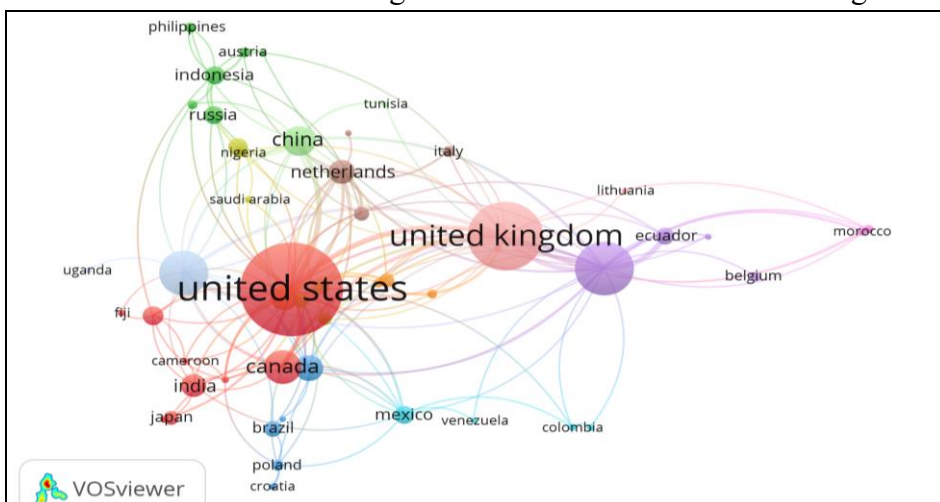 philippines
austria
indonesia
tunisia
russia
china
nigeria
italy
netherlands
saudi arabia
lithuania
united kingdom
ecuador
morocco
uganda
belgium
united states
fiji
cameroon
canada
india
japan
mexico
venezuela
brazil
colombia
poland
croatia
VOSviewer